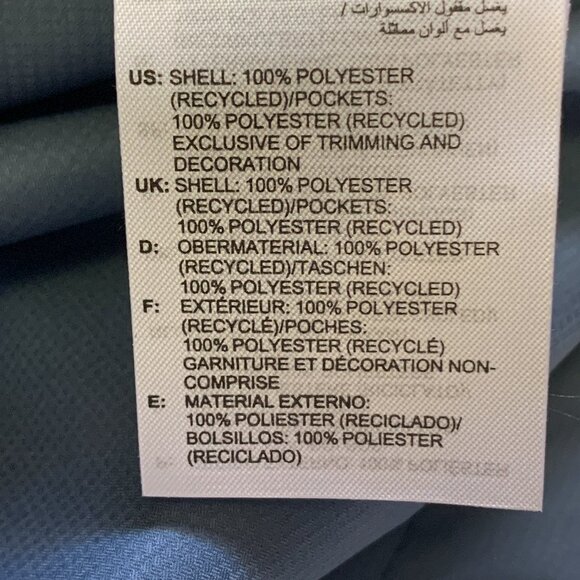 يغسل مقفول الاكسسوارات /
يغسل مع ألوان مماثلة
US: SHELL: 100% POLYESTER
(RECYCLED)/POCKETS:
100% POLYESTER (RECYCLED)
EXCLUSIVE OF TRIMMING AND
DECORATION
UK: SHELL: 100% POLYESTER
(RECYCLED)/POCKETS:
100% POLYESTER (RECYCLED)
D: OBERMATERIAL: 100% POLYESTER
(RECYCLED)/TASCHEN:
100% POLYESTER (RECYCLED)
F: EXTÉRIEUR: 100% POLYESTER
(RECYCLÉ)/POCHES:
100% POLYESTER (RECYCLÉ)
GARNITURE ET DÉCORATION NON-
COMPRISE
E: MATERIAL EXTERNO:
100% POLIESTER (RECICLADO)/
BOLSILLOS: 100% POLIESTER
(RECICLADO)